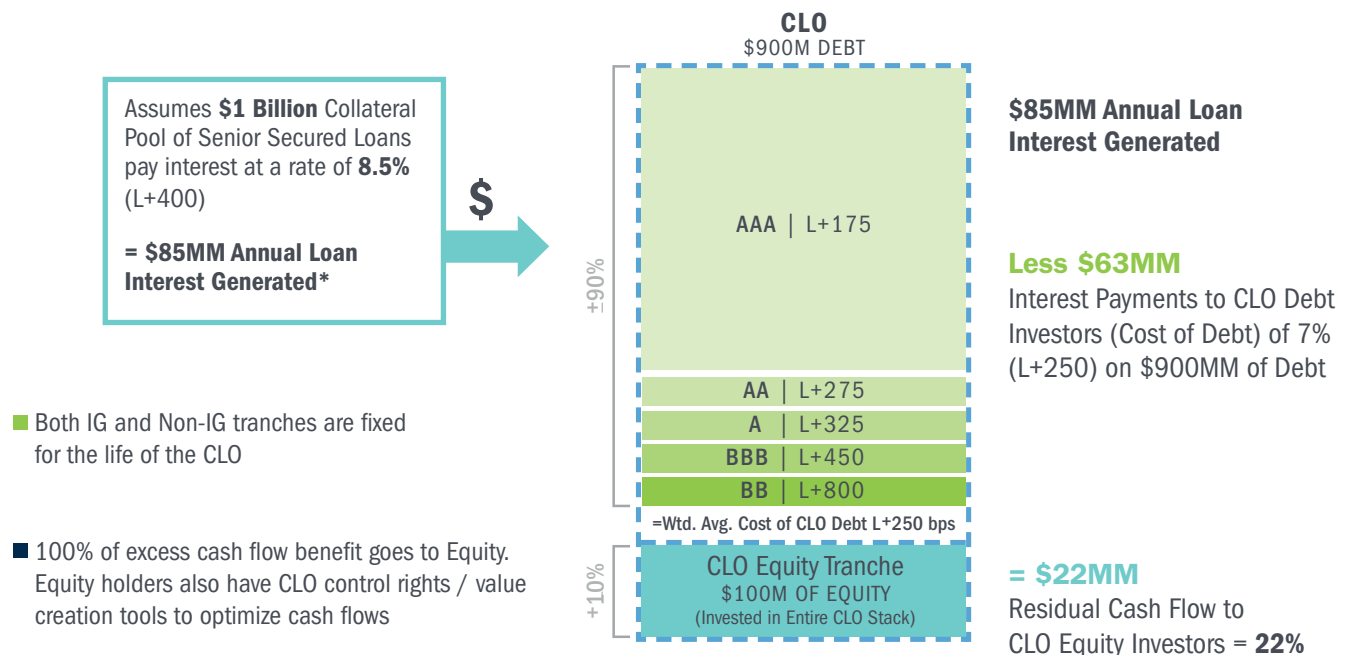 CLO
$900M DEBT
Assumes $1 Billion Collateral
Pool of Senior Secured Loans
pay interest at a rate of 8.5%
(L+400)
= $85MM Annual Loan
Interest Generated*
$
±90%
AAA | L+175
AA | L+275
A | L+325
BBB | L+450
BB | L+800
=Wtd. Avg. Cost of CLO Debt L+250 bps
±10%
CLO Equity Tranche
$100M OF EQUITY
(Invested in Entire CLO Stack)
$85MM Annual Loan
Interest Generated
Less $63MM
Interest Payments to CLO Debt
Investors (Cost of Debt) of 7%
(L+250) on $900MM of Debt
= $22MM
Residual Cash Flow to
CLO Equity Investors = 22%
Both IG and Non-IG tranches are fixed
for the life of the CLO
100% of excess cash flow benefit goes to Equity.
Equity holders also have CLO control rights / value
creation tools to optimize cash flows